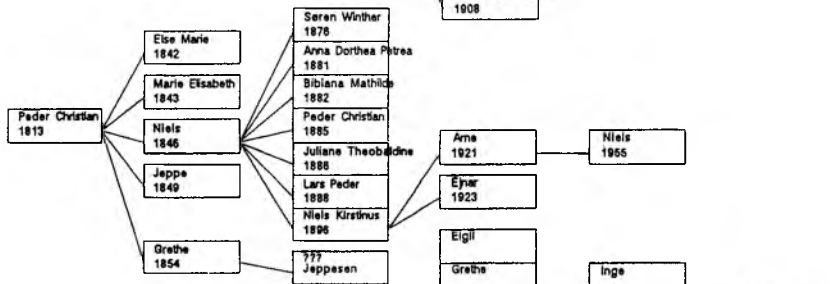 1908
Søren Winther
1876
Else Marie
1842
Anna Dorthea Petrea
1881
Marie Elisabeth
1843
Bibiana Mathilde
1882
Peder Christian
1813
Niels
1846
Peder Christian
1885
Arne
1921
Niels
1955
Juliane Theobaldine
1886
Jeppe
1849
Lars Peder
1888
Ejnar
1923
Niels Kirstinus
1896
Eigil
Grethe
1854
???
Jeppesen
Grethe
Inge